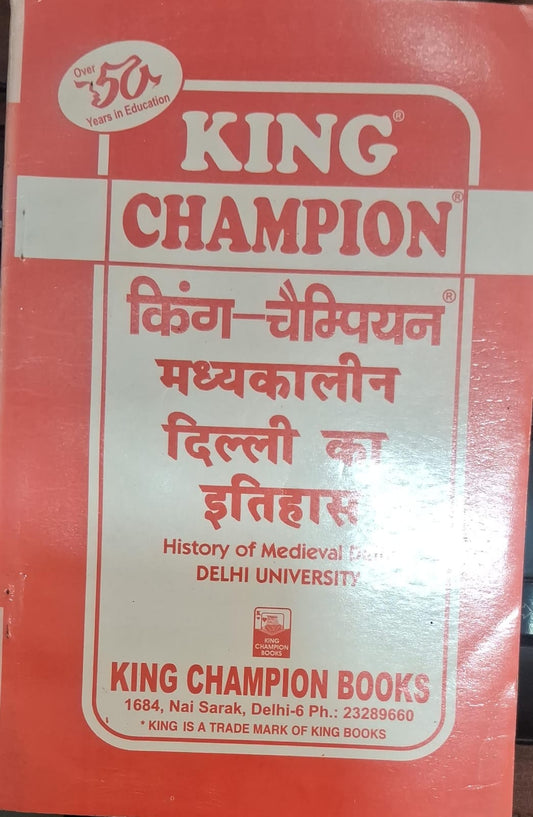 Over
50
Years in Education
KING®
CHAMPION®
किंग-चैम्पियन®
मध्यकालीन
दिल्ली का
इतिहास
History of Medieval
DELHI UNIVERSITY
KING
CHAMPION
BOOKS
KING CHAMPION BOOKS
1684, Nai Sarak, Delhi-6 Ph.: 23289660
* KING IS A TRADE MARK OF KING BOOKS